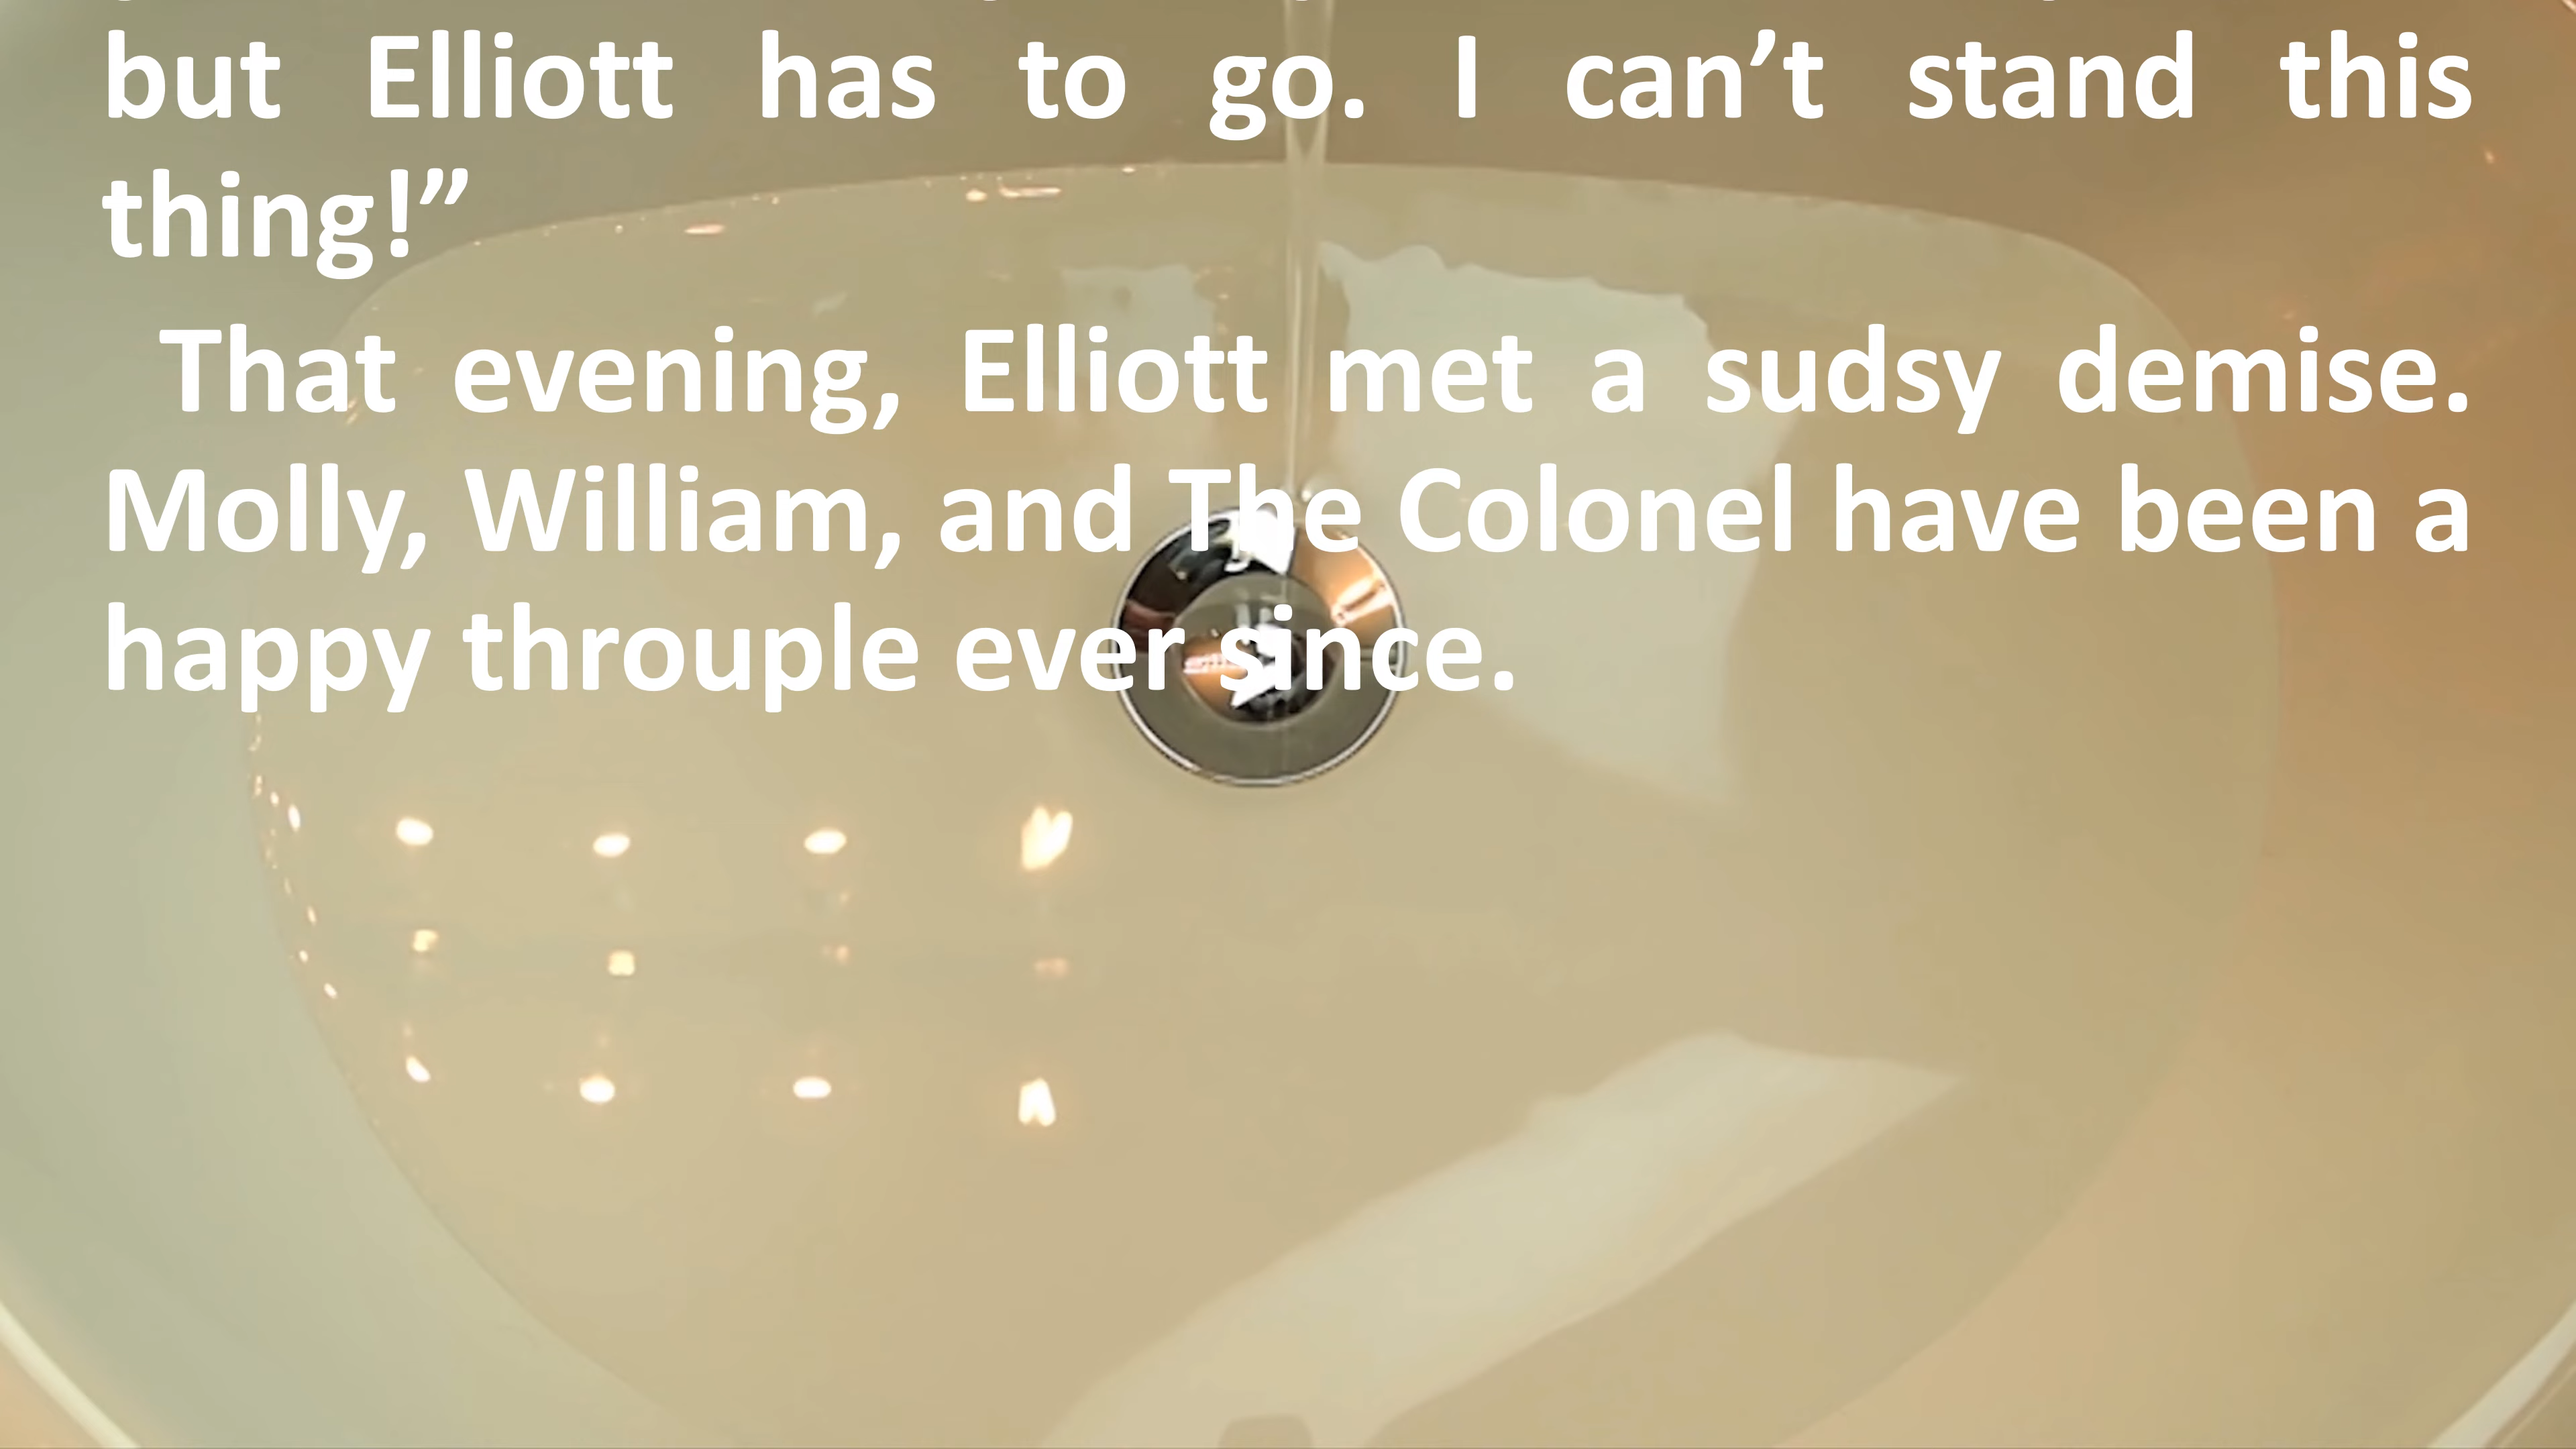 but Elliott has to go. I can’t stand this
thing!”
That evening, Elliott met a sudsy demise.
Molly, William, and The Colonel have been a
happy throuple ever since.